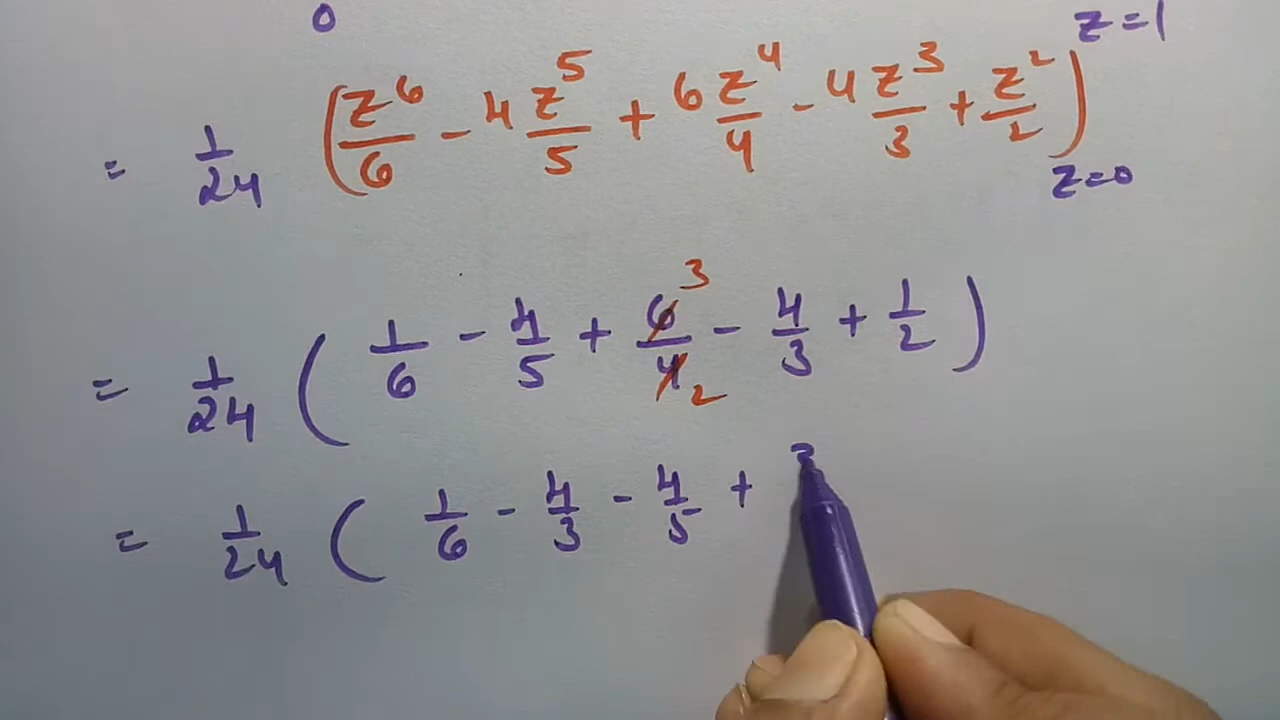 0 z=1
= 1/24 (z^6/6 - 4 z^5/5 + 6 z^4/4 - 4 z^3/3 + z^2/2)
z=0
= 1/24 ( 1/6 - 4/5 + 6/4 3/2 - 4/3 + 1/2 )
= 1/24 ( 1/6 - 4/3 - 4/5 +